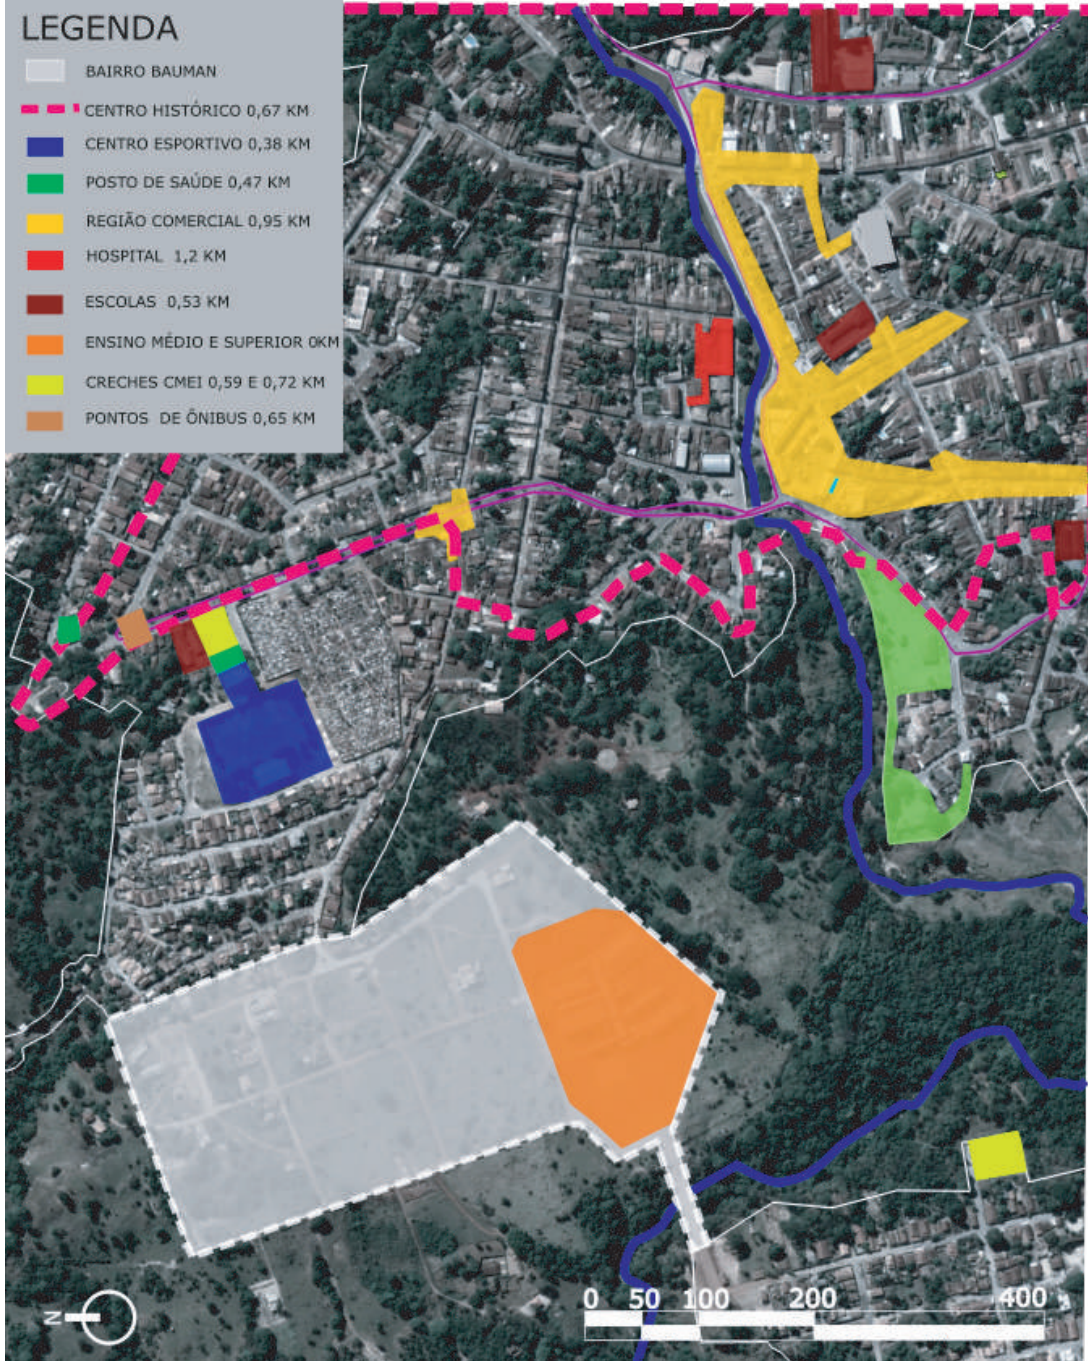 LEGENDA
BAIRRO BAUMAN
CENTRO HISTÓRICO 0,67 KM
CENTRO ESPORTIVO 0,38 KM
POSTO DE SAÚDE 0,47 KM
REGIÃO COMERCIAL 0,95 KM
HOSPITAL 1,2 KM
ESCOLAS 0,53 KM
ENSINO MÉDIO E SUPERIOR 0KM
CRECHES CMEI 0,59 E 0,72 KM
PONTOS DE ÔNIBUS 0,65 KM
N
0 50 100 200 400